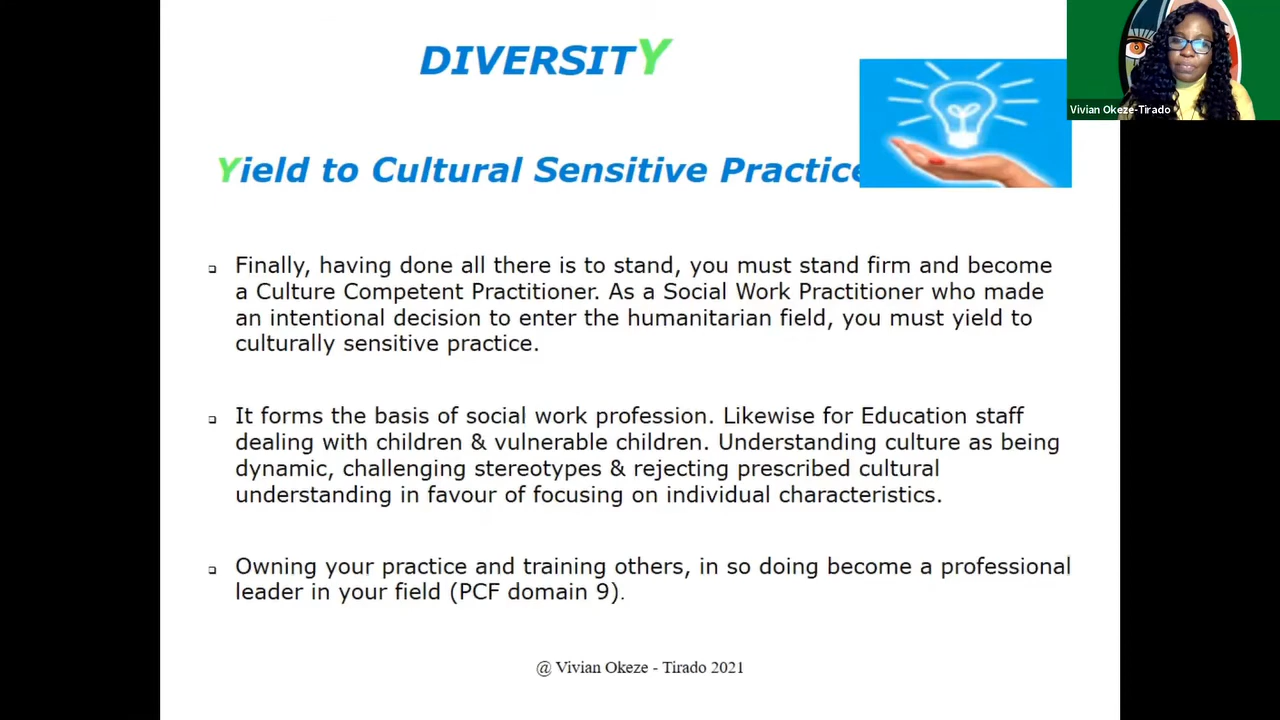 DIVERSITY
Vivian Okeze-Tirado
Yield to Cultural Sensitive Practice
Finally, having done all there is to stand, you must stand firm and become
a Culture Competent Practitioner. As a Social Work Practitioner who made
an intentional decision to enter the humanitarian field, you must yield to
culturally sensitive practice.
It forms the basis of social work profession. Likewise for Education staff
dealing with children & vulnerable children. Understanding culture as being
dynamic, challenging stereotypes & rejecting prescribed cultural
understanding in favour of focusing on individual characteristics.
Owning your practice and training others, in so doing become a professional
leader in your field (PCF domain 9).
@ Vivian Okeze - Tirado 2021